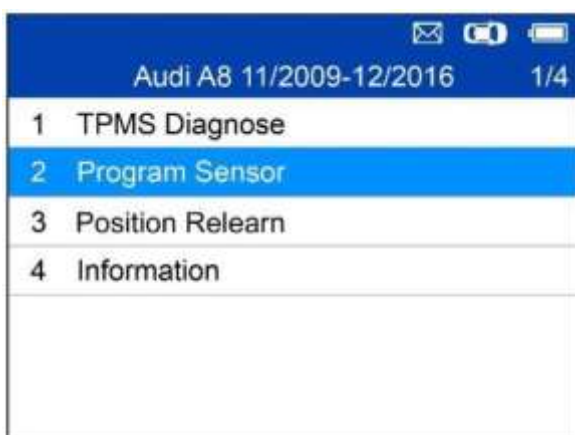 Audi A8 11/2009-12/2016 1/4
1 TPMS Diagnose
2 Program Sensor
3 Position Relearn
4 Information